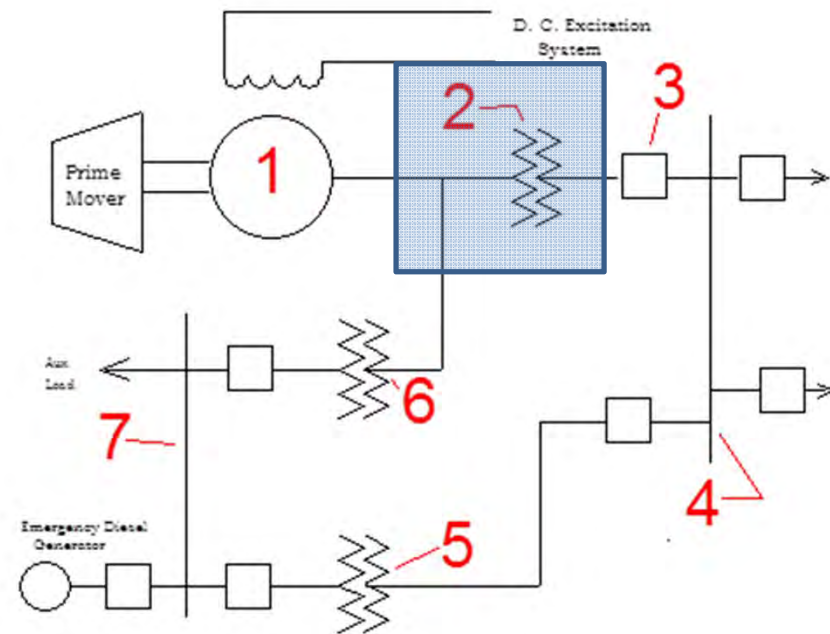 D. C. Excitation
System
2
3
1
Prime
Mover
Aux
Load
6
7
4
Emergency Diesel
Generator
5